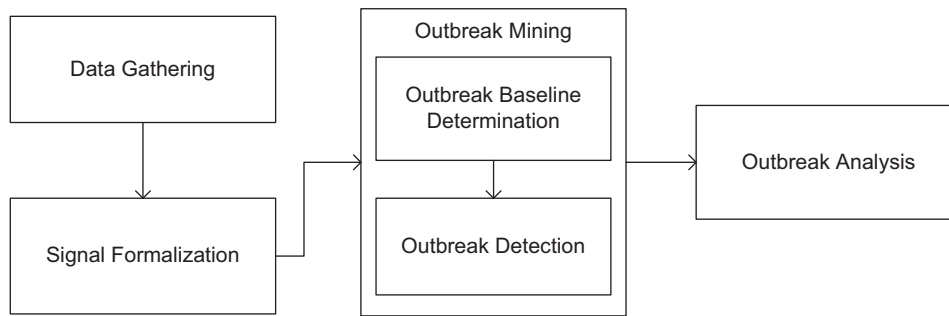 Data Gathering
Signal Formalization
Outbreak Mining
Outbreak Baseline
Determination
Outbreak Detection
Outbreak Analysis